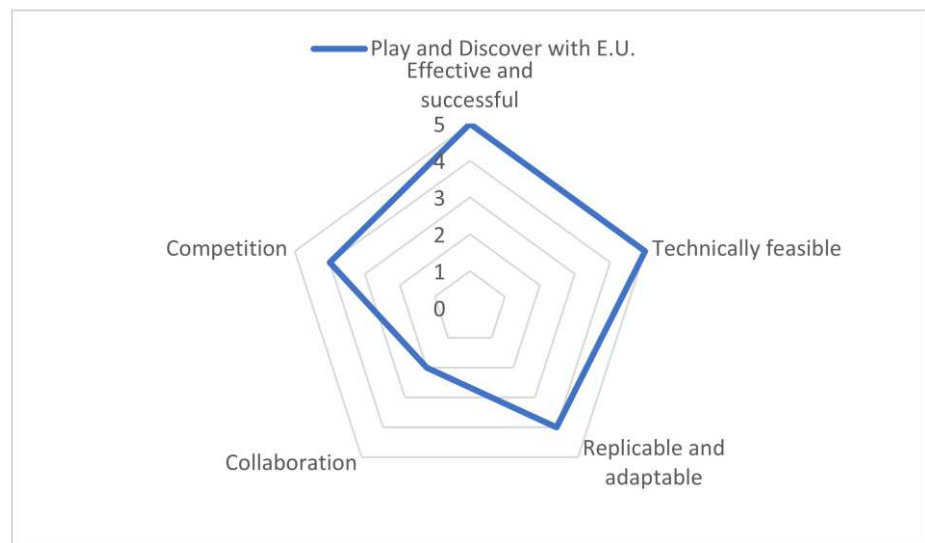 Play and Discover with E.U.
Effective and
successful
5
4
3
2
1
0
Competition
Technically feasible
Collaboration
Replicable and
adaptable